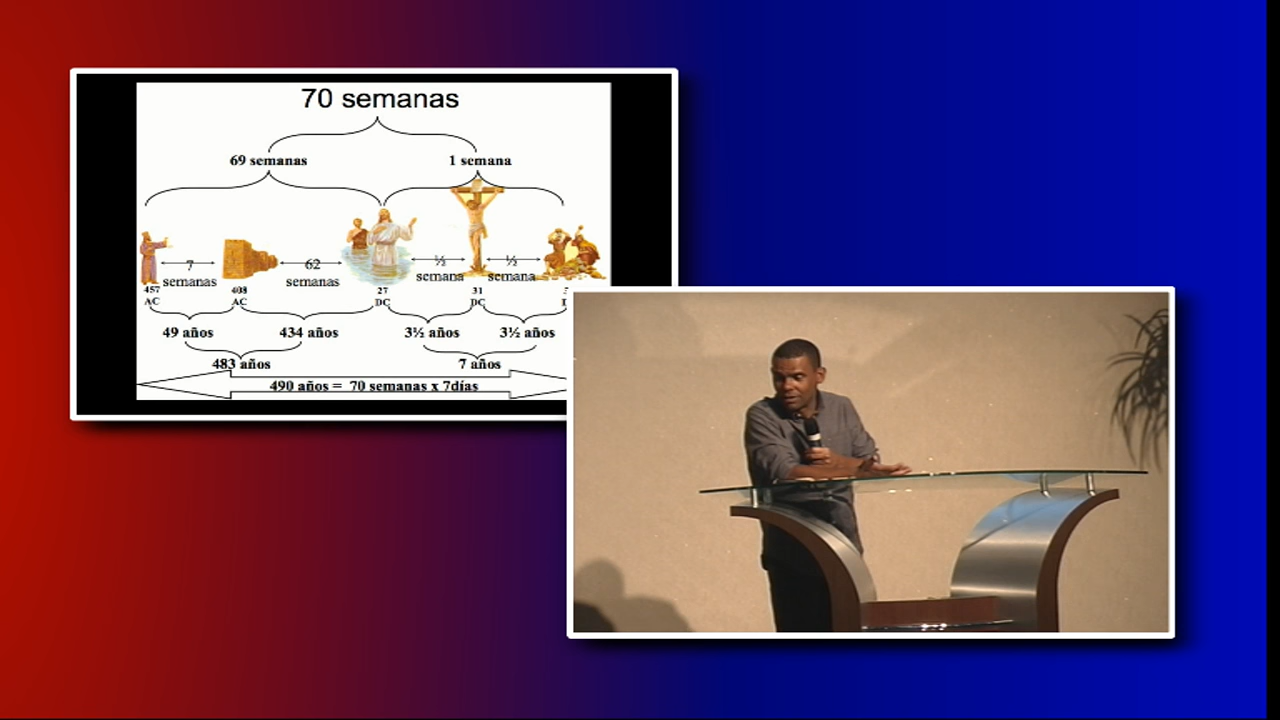 70 semanas
69 semanas 1 semana
7 semanas 62 semanas ½ semana ½ semana
457 AC 408 AC 27 DC 31 DC
49 años 434 años 3½ años 3½ años
483 años 7 años
490 años = 70 semanas x 7días